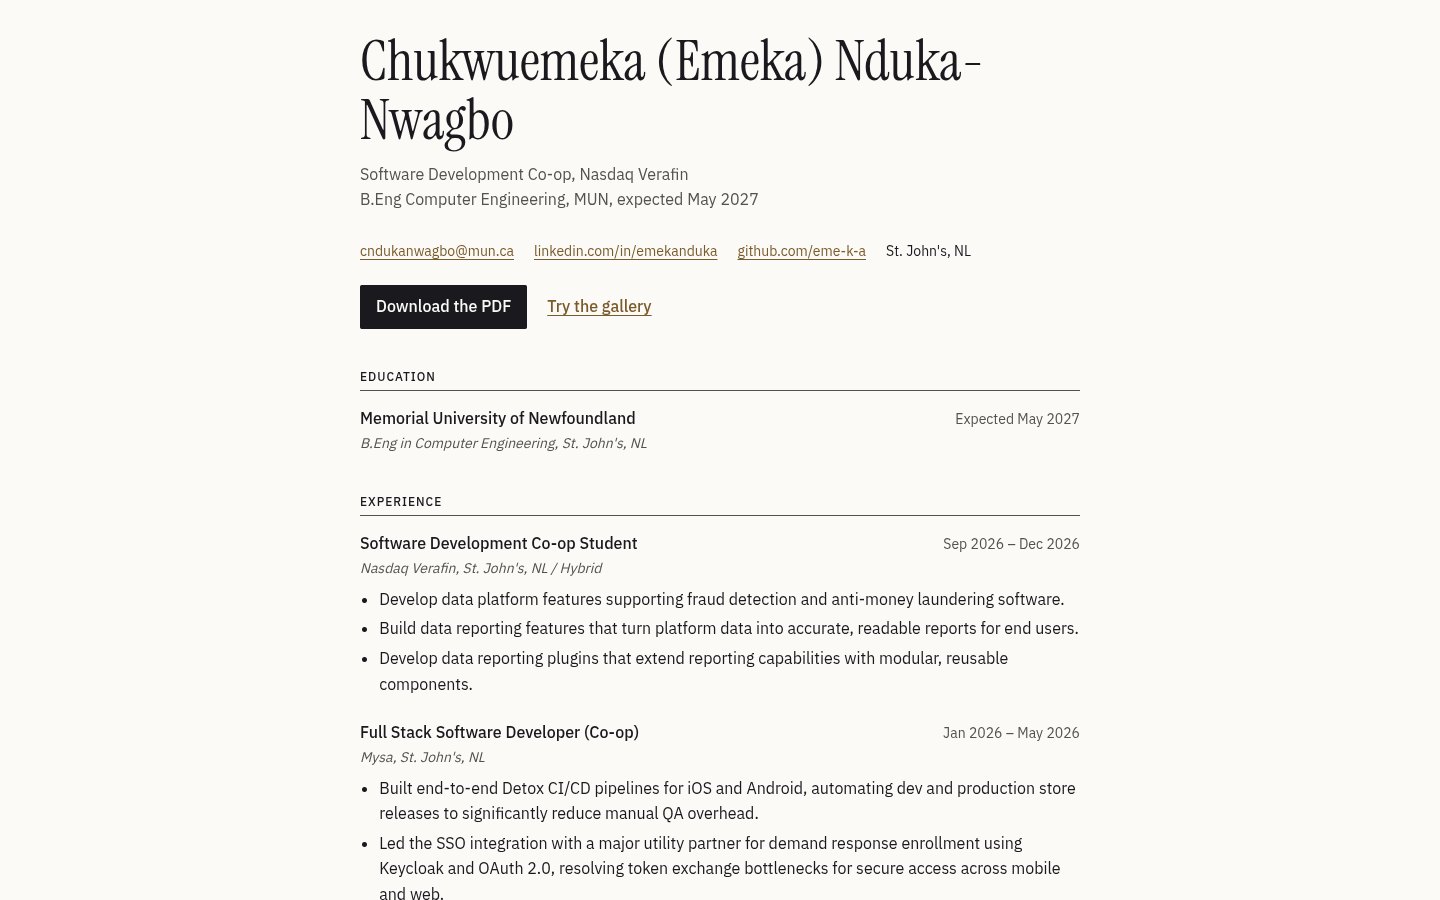 Chukwuemeka (Emeka) Nduka-
Nwagbo
Software Development Co-op, Nasdaq Verafin
B.Eng Computer Engineering, MUN, expected May 2027
cndukanwagbo@mun.ca linkedin.com/in/emekanduka github.com/eme-k-a St. John's, NL
Download the PDF Try the gallery
EDUCATION
Memorial University of Newfoundland Expected May 2027
B.Eng in Computer Engineering, St. John's, NL
EXPERIENCE
Software Development Co-op Student Sep 2026 – Dec 2026
Nasdaq Verafin, St. John's, NL / Hybrid
• Develop data platform features supporting fraud detection and anti-money laundering software.
• Build data reporting features that turn platform data into accurate, readable reports for end users.
• Develop data reporting plugins that extend reporting capabilities with modular, reusable
components.
Full Stack Software Developer (Co-op) Jan 2026 – May 2026
Mysa, St. John's, NL
• Built end-to-end Detox CI/CD pipelines for iOS and Android, automating dev and production store
releases to significantly reduce manual QA overhead.
• Led the SSO integration with a major utility partner for demand response enrollment using
Keycloak and OAuth 2.0, resolving token exchange bottlenecks for secure access across mobile
and web.